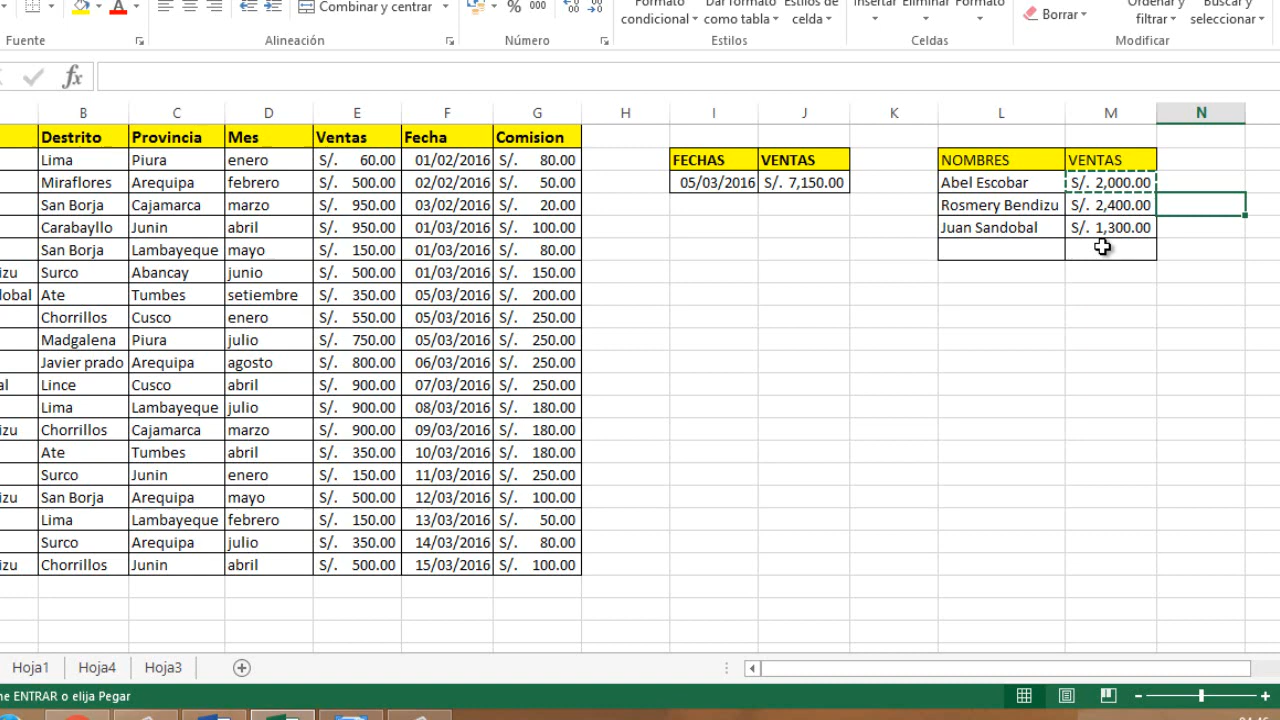 Combinar y centrar
% 000
Formato condicional
Dar formato como tabla
Estilos de celda
Insertar
Eliminar
Formato
Borrar
Ordenar y filtrar
Buscar y seleccionar
Fuente
Alineación
Número
Estilos
Celdas
Modificar
fx
B C D E F G H I J K L M N
Destrito Provincia Mes Ventas Fecha Comision
Lima Piura enero S/. 60.00 01/02/2016 S/. 80.00
Miraflores Arequipa febrero S/. 500.00 02/02/2016 S/. 50.00
San Borja Cajamarca marzo S/. 950.00 03/02/2016 S/. 20.00
Carabayllo Junin abril S/. 950.00 01/03/2016 S/. 100.00
San Borja Lambayeque mayo S/. 150.00 01/03/2016 S/. 80.00
izu Surco Abancay junio S/. 500.00 01/03/2016 S/. 150.00
lobal Ate Tumbes setiembre S/. 350.00 05/03/2016 S/. 200.00
Chorrillos Cusco enero S/. 550.00 05/03/2016 S/. 250.00
Madgalena Piura julio S/. 750.00 05/03/2016 S/. 250.00
Javier prado Arequipa agosto S/. 800.00 06/03/2016 S/. 250.00
al Lince Cusco abril S/. 900.00 07/03/2016 S/. 250.00
Lima Lambayeque julio S/. 900.00 08/03/2016 S/. 180.00
izu Chorrillos Cajamarca marzo S/. 900.00 09/03/2016 S/. 180.00
Ate Tumbes abril S/. 350.00 10/03/2016 S/. 180.00
Surco Junin enero S/. 150.00 11/03/2016 S/. 250.00
izu San Borja Arequipa mayo S/. 500.00 12/03/2016 S/. 100.00
Lima Lambayeque febrero S/. 150.00 13/03/2016 S/. 50.00
Surco Arequipa julio S/. 350.00 14/03/2016 S/. 80.00
izu Chorrillos Junin abril S/. 500.00 15/03/2016 S/. 100.00
FECHAS VENTAS
05/03/2016 S/. 7,150.00
NOMBRES VENTAS
Abel Escobar S/. 2,000.00
Rosmery Bendizu S/. 2,400.00
Juan Sandobal S/. 1,300.00
Hoja1 Hoja4 Hoja3
ne ENTRAR o elija Pegar